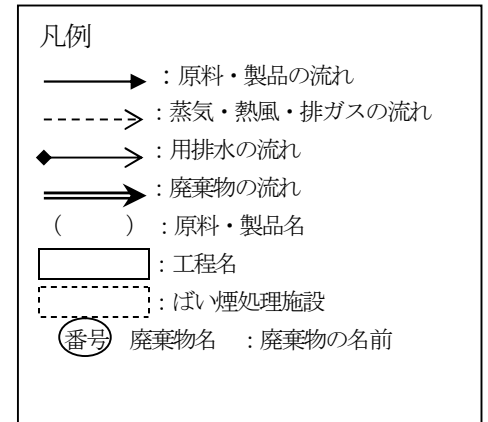 凡例
：原料・製品の流れ
：蒸気・熱風・排ガスの流れ
：用排水の流れ
：廃棄物の流れ
（　　　）：原料・製品名
：工程名
：ばい煙処理施設
番号　廃棄物名　：廃棄物の名前